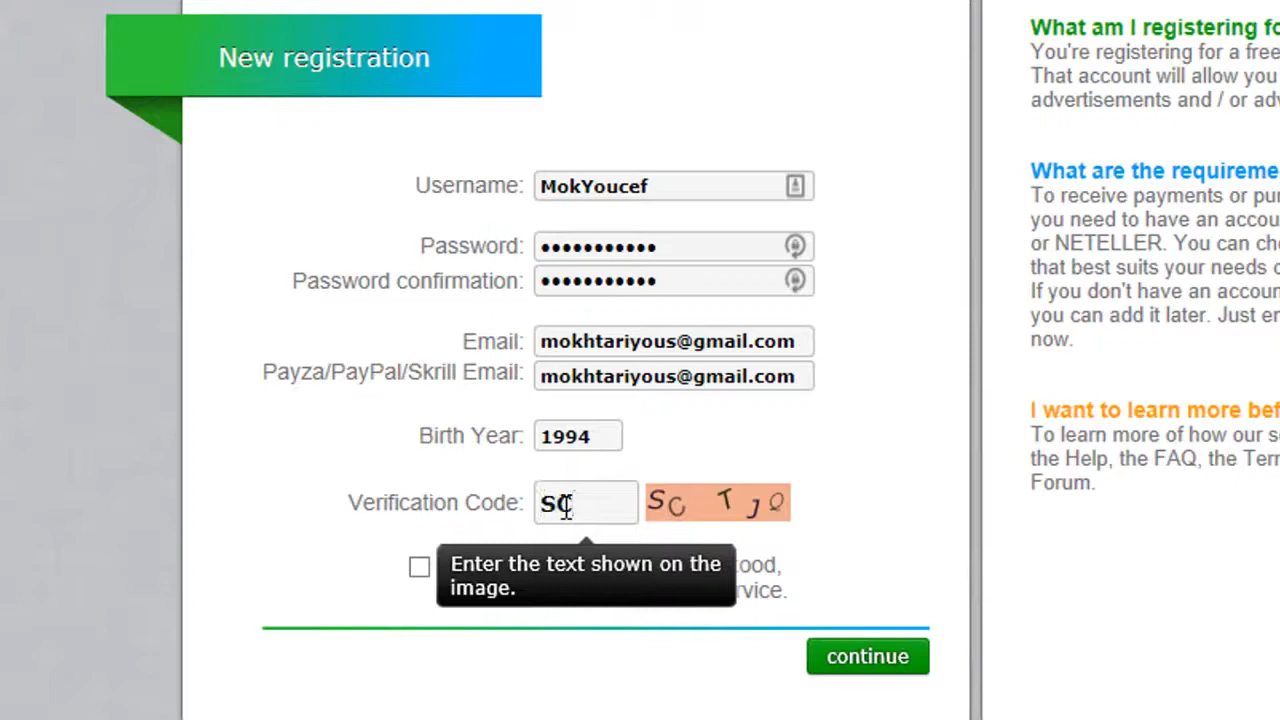 New registration
Username: MokYoucef
Password:
Password confirmation:
Email: mokhtariyous@gmail.com
Payza/PayPal/Skrill Email: mokhtariyous@gmail.com
Birth Year: 1994
Verification Code: SC S C T J Q
Enter the text shown on the
image.
ood,
rvice.
continue
What am I registering fo
You're registering for a free
That account will allow you
advertisements and / or adv
What are the requireme
To receive payments or pur
you need to have an accou
or NETELLER. You can cho
that best suits your needs o
If you don't have an accoun
you can add it later. Just en
now.
I want to learn more bef
To learn more of how our se
the Help, the FAQ, the Term
Forum.